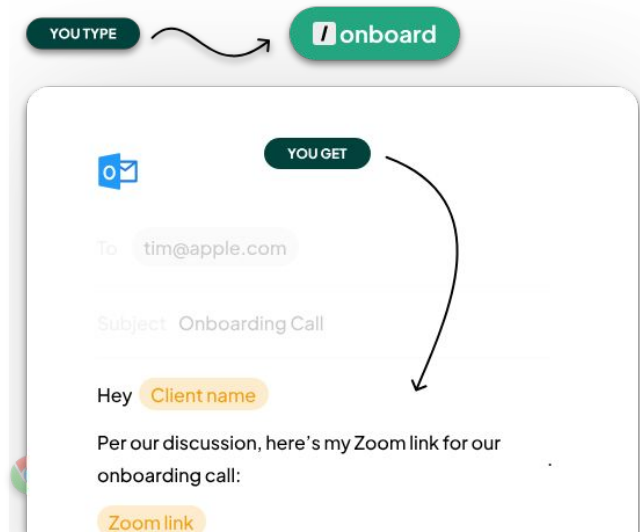 YOU TYPE
/ onboard
YOU GET
To tim@apple.com
Subject Onboarding Call
Hey Client name
Per our discussion, here's my Zoom link for our
onboarding call:
Zoom link